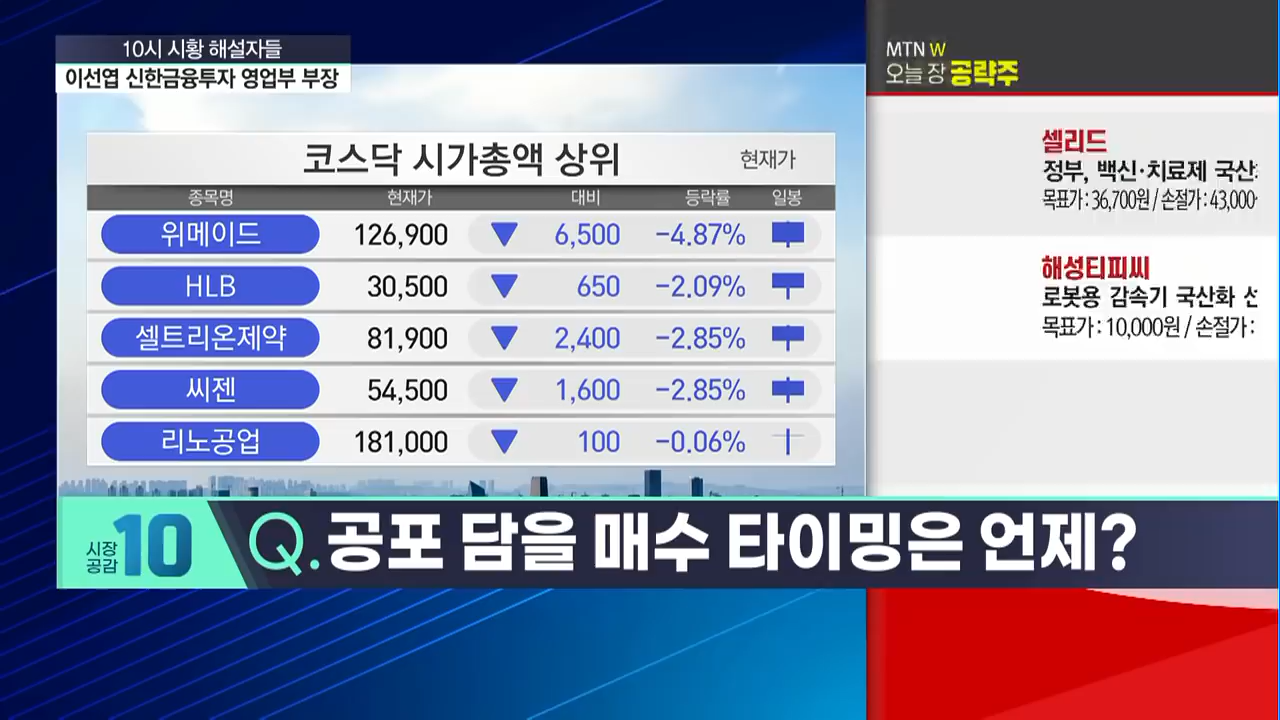 10시 시황 해설자들
이선엽 신한금융투자 영업부 부장
코스닥 시가총액 상위 현재가
종목명 현재가 대비 등락률 일봉
위메이드 126,900 ▼ 6,500 -4.87%
HLB 30,500 ▼ 650 -2.09%
셀트리온제약 81,900 ▼ 2,400 -2.85%
씨젠 54,500 ▼ 1,600 -2.85%
리노공업 181,000 ▼ 100 -0.06%
시장
공감
10
Q. 공포 담을 매수 타이밍은 언제?
MTN W
오늘 장 공략주
셀리드
정부, 백신·치료제 국산
목표가 : 36,700원 / 손절가 : 43,000
해성티피씨
로봇용 감속기 국산화
목표가 : 10,000원 / 손절가 :